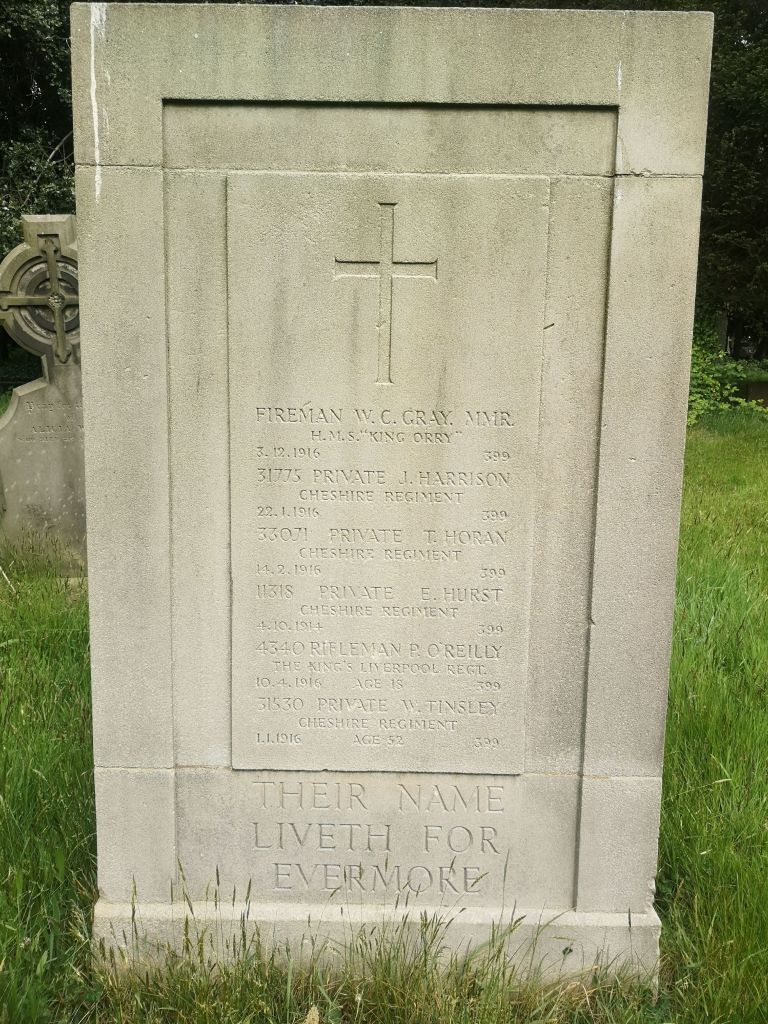 FIREMAN W. C. GRAY. MMR.
H.M.S. "KING ORRY"
3.12.1916 399
31775 PRIVATE J. HARRISON
CHESHIRE REGIMENT
22.1.1916 399
33071 PRIVATE T. HORAN
CHESHIRE REGIMENT
14.2.1916 399
11318 PRIVATE E. HURST
CHESHIRE REGIMENT
4.10.1914 399
4340 RIFLEMAN P. O'REILLY
THE KING'S LIVERPOOL REGT.
10.4.1916 AGE 18 399
31530 PRIVATE W. TINSLEY
CHESHIRE REGIMENT
1.1.1916 AGE 52 399
THEIR NAME
LIVETH FOR
EVERMORE